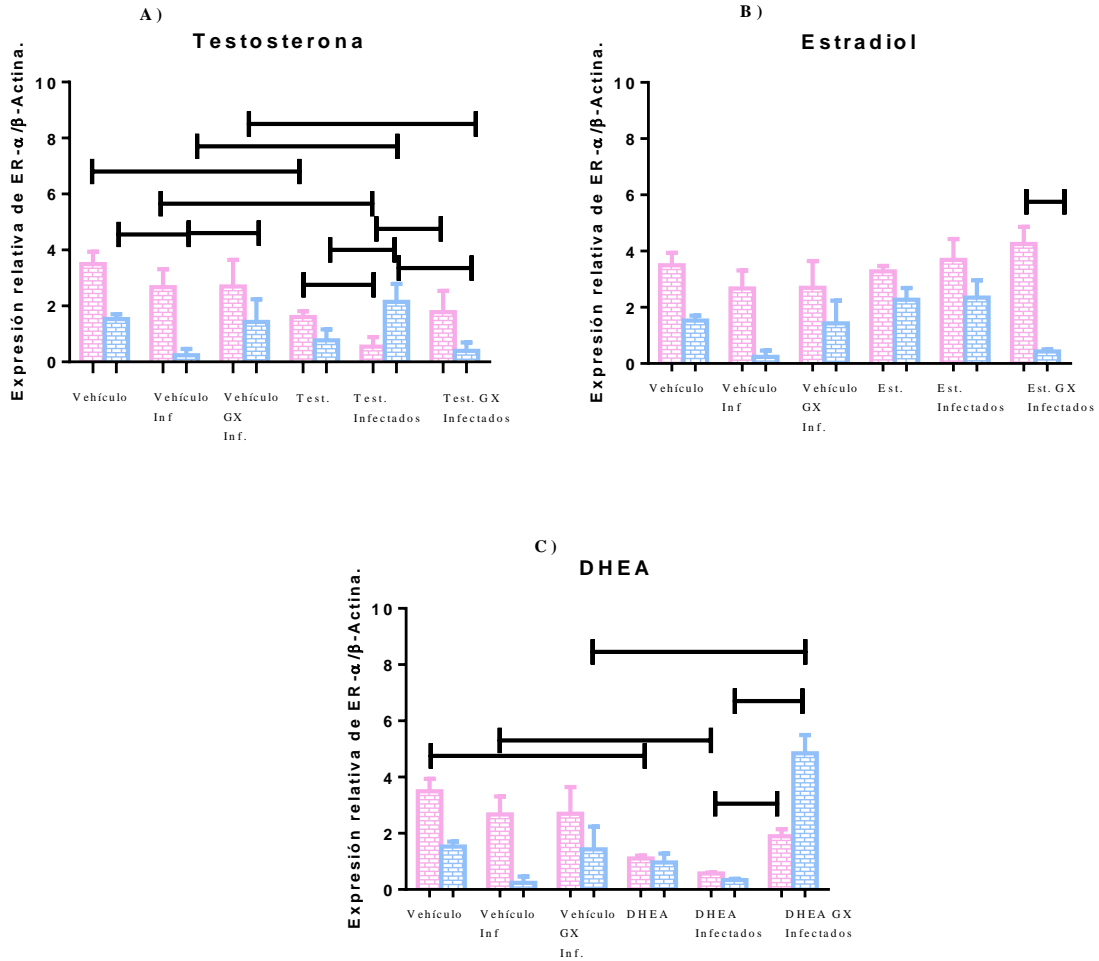 A)
Testosterona
Expresión relativa de ER-α/β-Actina.
10
8
6
4
2
0
Vehículo
Vehículo
Inf
Vehículo
GX
Inf.
Test.
Test.
Infectados
Test. GX
Infectados
B)
Estradiol
Expresión relativa de ER-α/β-Actina.
10
8
6
4
2
0
Vehículo
Vehículo
Inf
Vehículo
GX
Inf.
Est.
Est.
Infectados
Est. GX
Infectados
C)
DHEA
Expresión relativa de ER-α/β-Actina.
10
8
6
4
2
0
Vehículo
Vehículo
Inf
Vehículo
GX
Inf.
DHEA
DHEA
Infectados
DHEA GX
Infectados